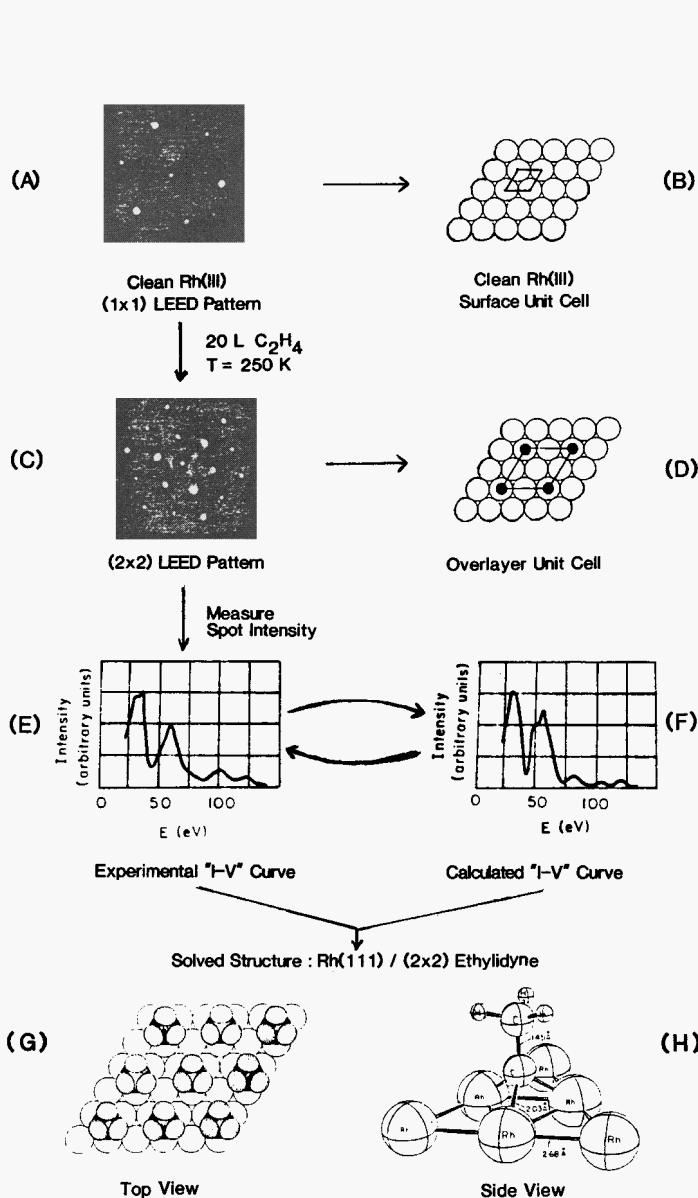 (A)
(B)
Clean Rh(III)
(1x1) LEED Pattern
Clean Rh(III)
Surface Unit Cell
20 L C₂H₄
T = 250 K
(C)
(D)
(2x2) LEED Pattern
Overlayer Unit Cell
Measure
Spot Intensity
(E)
Intensity
(arbitrary units)
0 50 100
E (eV)
(F)
Intensity
(arbitrary units)
0 50 100
E (eV)
Experimental "I-V" Curve
Calculated "I-V" Curve
Solved Structure : Rh(111) / (2x2) Ethylidyne
(G)
(H)
H
H
C
H
1.45Å
C
Rh
Rh
Rh
2.03Å
Rh
Rh
2.68 Å
Top View
Side View